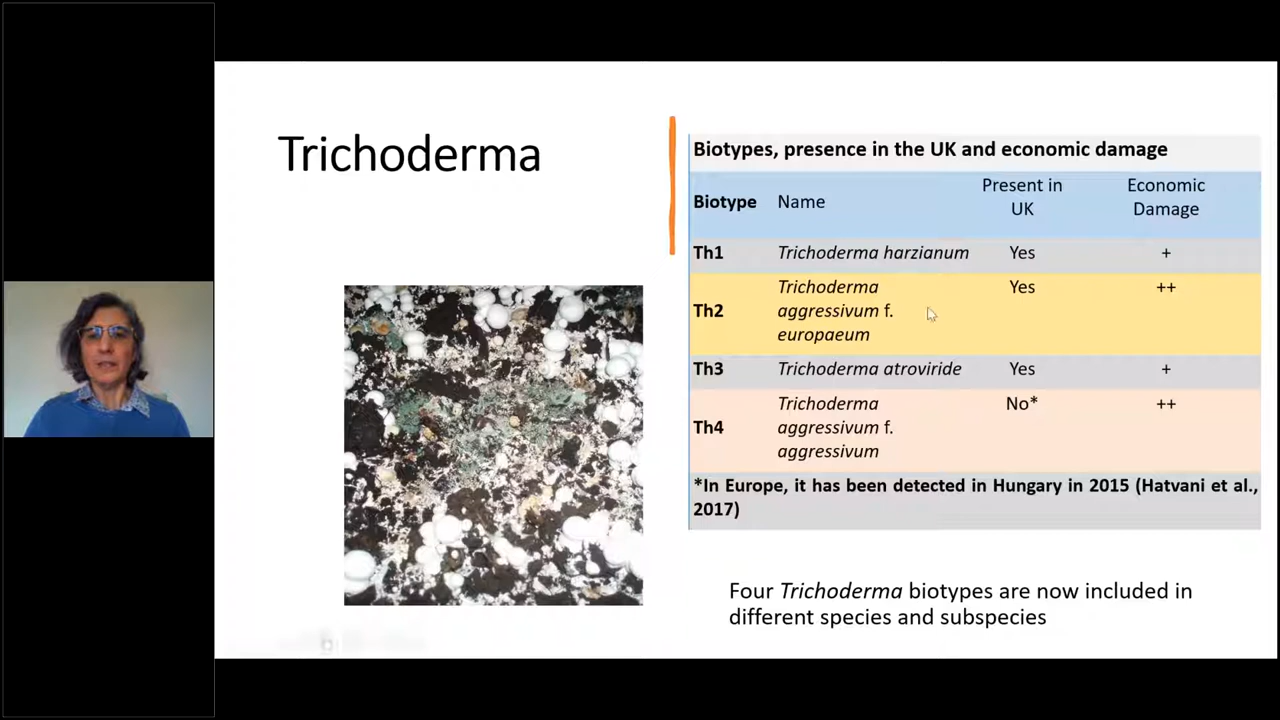 Trichoderma
Biotypes, presence in the UK and economic damage
Biotype Name Present in UK Economic Damage
Th1 Trichoderma harzianum Yes +
Th2 Trichoderma aggressivum f. europaeum Yes ++
Th3 Trichoderma atroviride Yes +
Th4 Trichoderma aggressivum f. aggressivum No* ++
*In Europe, it has been detected in Hungary in 2015 (Hatvani et al.,
2017)
Four Trichoderma biotypes are now included in
different species and subspecies